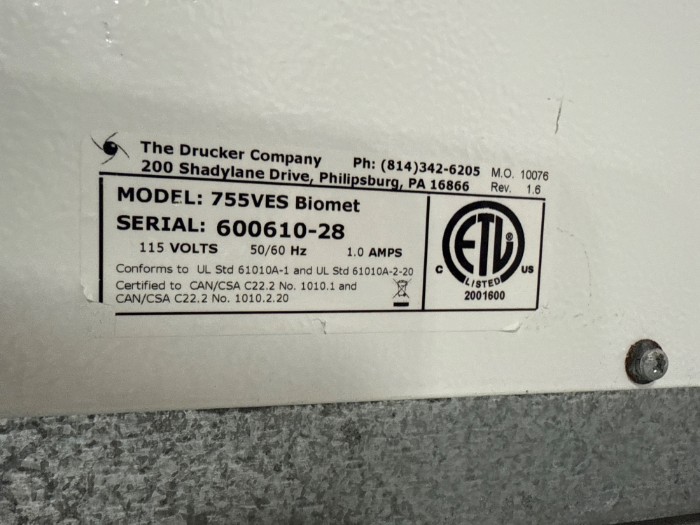 The Drucker Company Ph: (814)342-6205 M.O. 10076
200 Shadylane Drive, Philipsburg, PA 16866 Rev. 1.6
MODEL: 755VES Biomet
SERIAL: 600610-28
115 VOLTS 50/60 Hz 1.0 AMPS
Conforms to UL Std 61010A-1 and UL Std 61010A-2-20
Certified to CAN/CSA C22.2 No. 1010.1 and
CAN/CSA C22.2 No. 1010.2.20
ETL
C US
LISTED
2001600